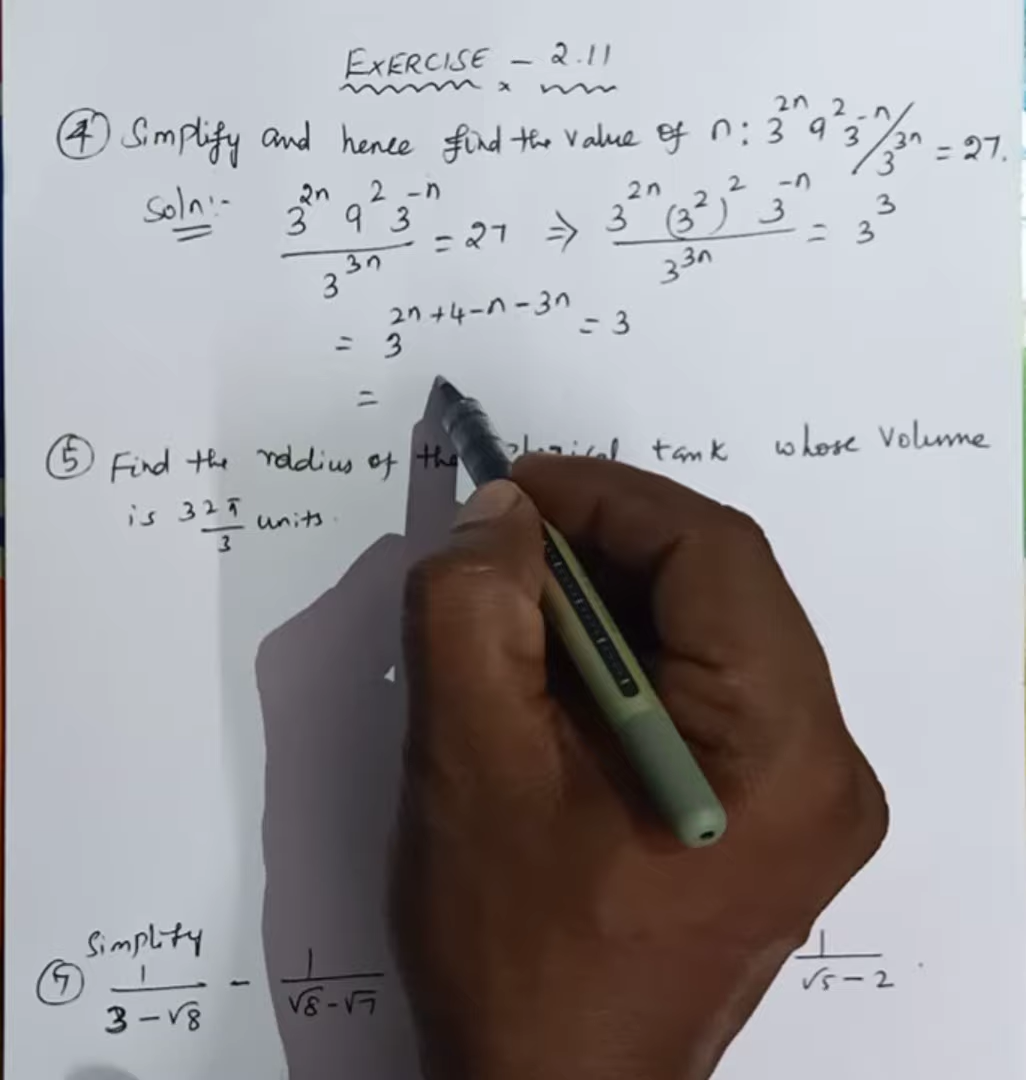 EXERCISE - 2.11
④ Simplify and hence find the value of n: 3^2n 9^2 3^-n/3^3n = 27.
Soln:- 3^2n 9^2 3^-n / 3^3n = 27 ⇒ 3^2n (3^2)^2 3^-n / 3^3n = 3^3
= 3^2n+4-n-3n = 3
=
⑤ Find the raddius of the tank whose Volume
is 32π/3 units.
Simplify
⑦ 1/3-√8 - 1/√8-√7 1/√5-2 .